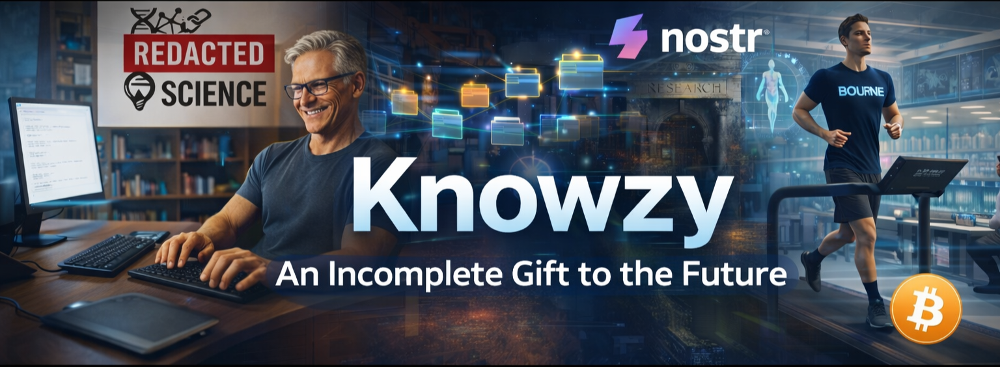 REDACTED
SCIENCE
nostr®
RESEARCH
BOURNE
Knowzy
An Incomplete Gift to the Future